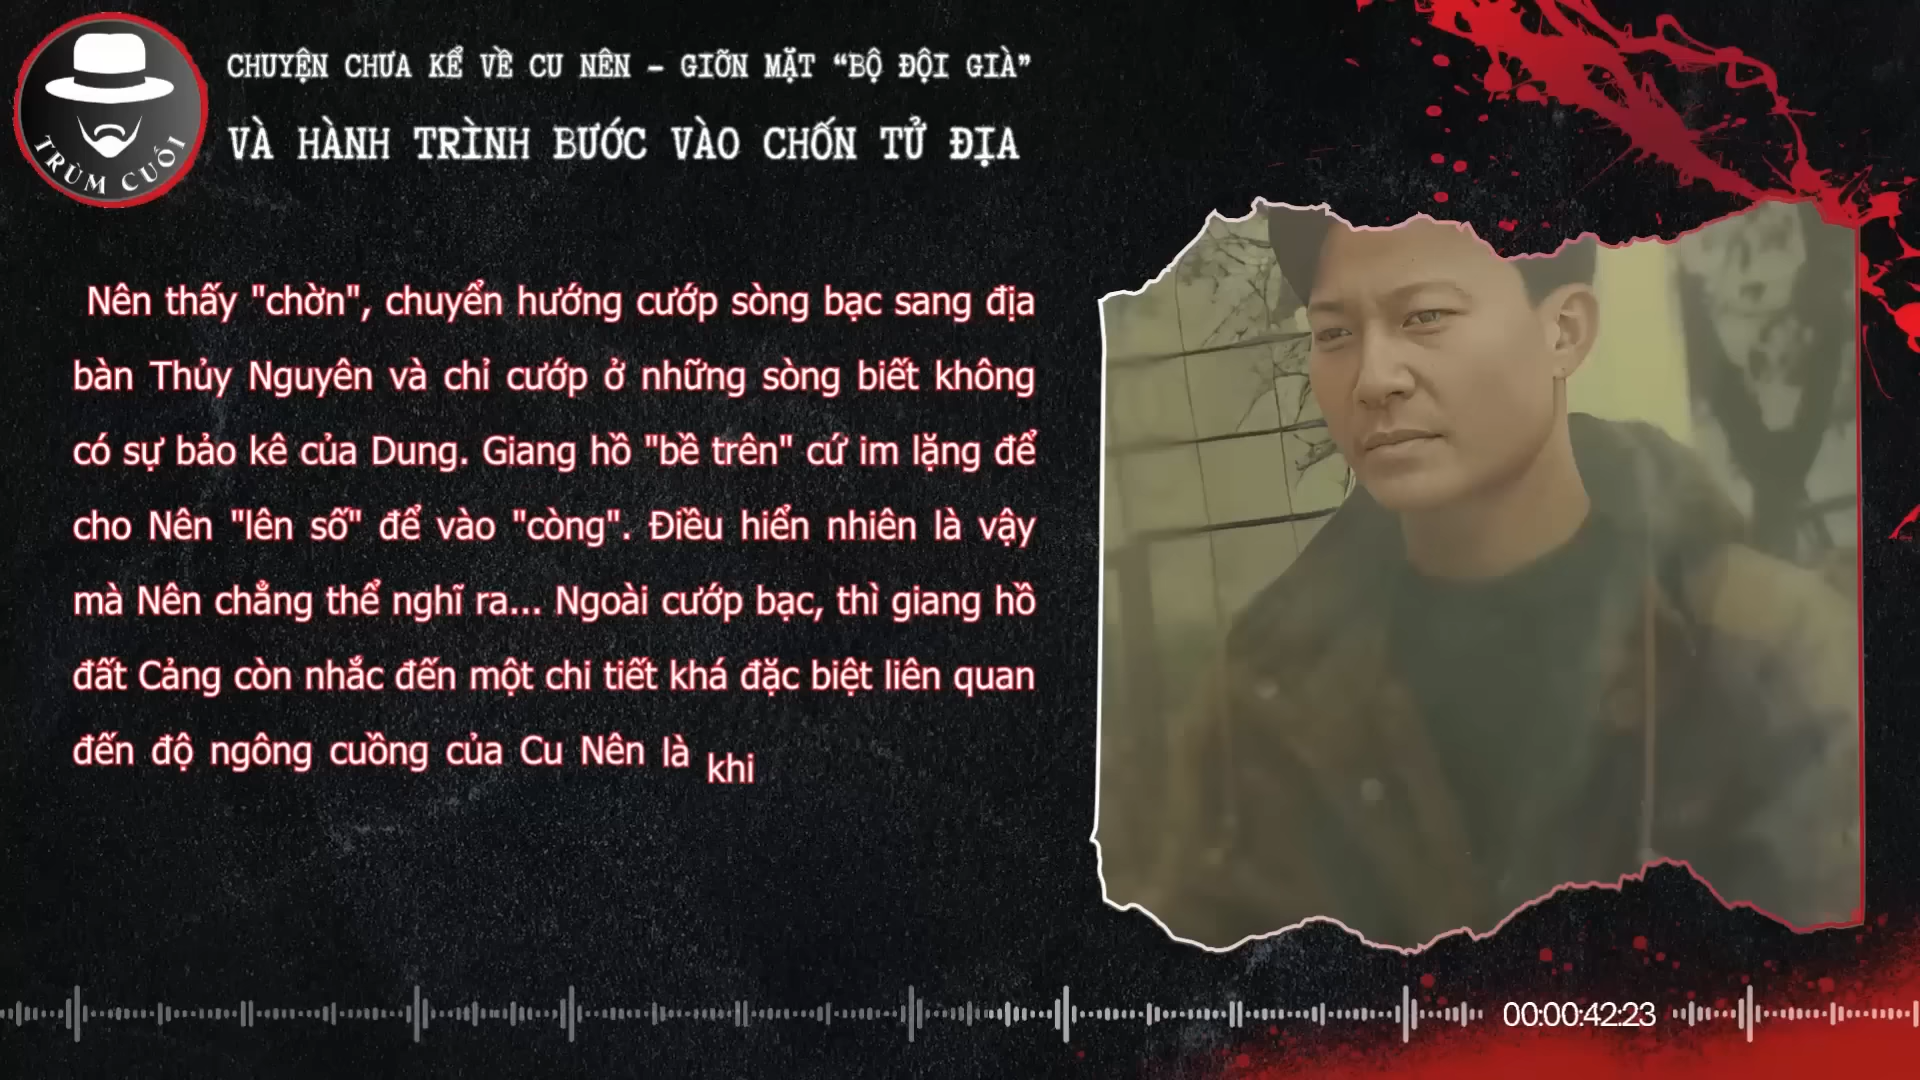 TRÙM CUỐI
CHUYỆN CHƯA KỂ VỀ CU NÊN – GIỠN MẶT “BỘ ĐỘI GIÀ”
VÀ HÀNH TRÌNH BƯỚC VÀO CHỐN TỬ ĐỊA
Nên thấy "chờn", chuyển hướng cướp sòng bạc sang địa
bàn Thủy Nguyên và chỉ cướp ở những sòng biết không
có sự bảo kê của Dung. Giang hồ "bề trên" cứ im lặng để
cho Nên "lên số" để vào "còng". Điều hiển nhiên là vậy
mà Nên chẳng thể nghĩ ra... Ngoài cướp bạc, thì giang hồ
đất Cảng còn nhắc đến một chi tiết khá đặc biệt liên quan
đến độ ngông cuồng của Cu Nên là khi
00:00:42:23